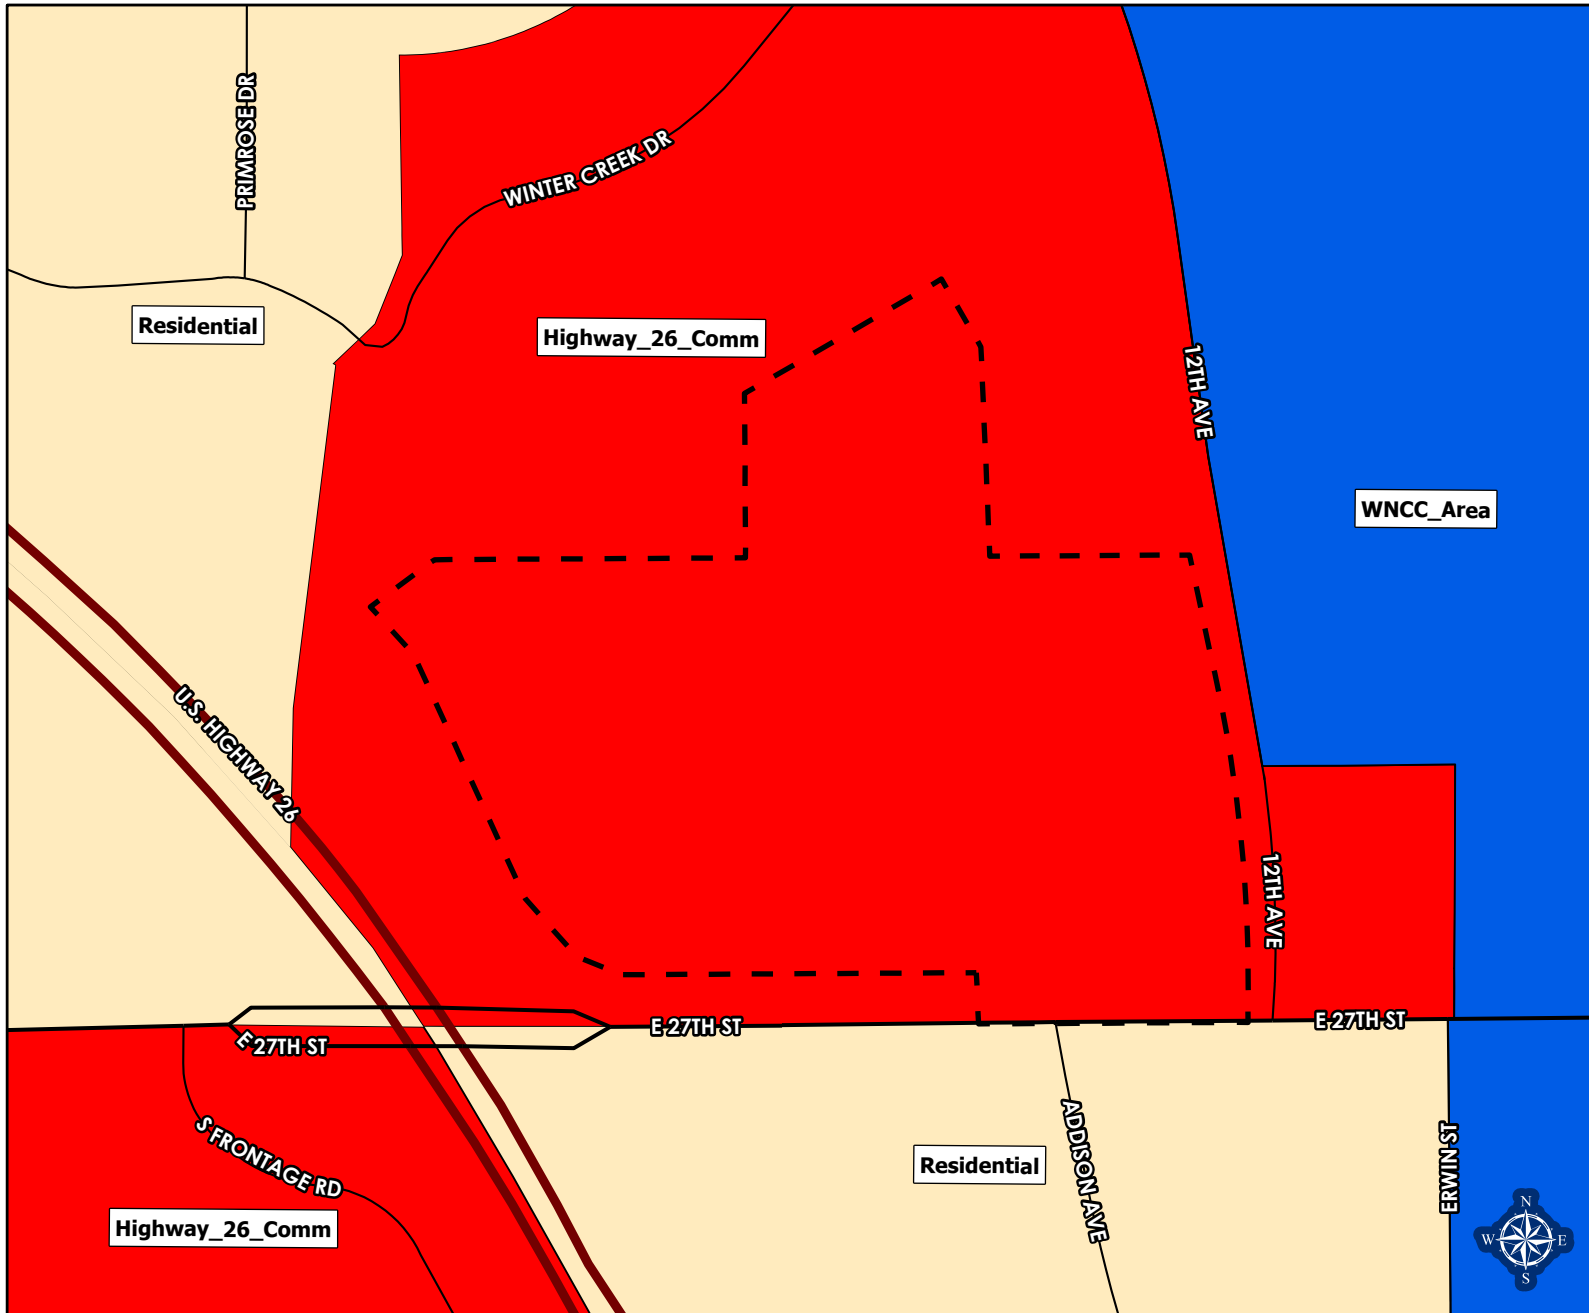 PRIMROSE DR
WINTER CREEK DR
Residential
Highway_26_Comm
12TH AVE
WNCC_Area
U.S. HIGHWAY 26
12TH AVE
E 27TH ST
E 27TH ST
E 27TH ST
S FRONTAGE RD
ADDISON AVE
Residential
ERWIN ST
Highway_26_Comm
N
W E
S